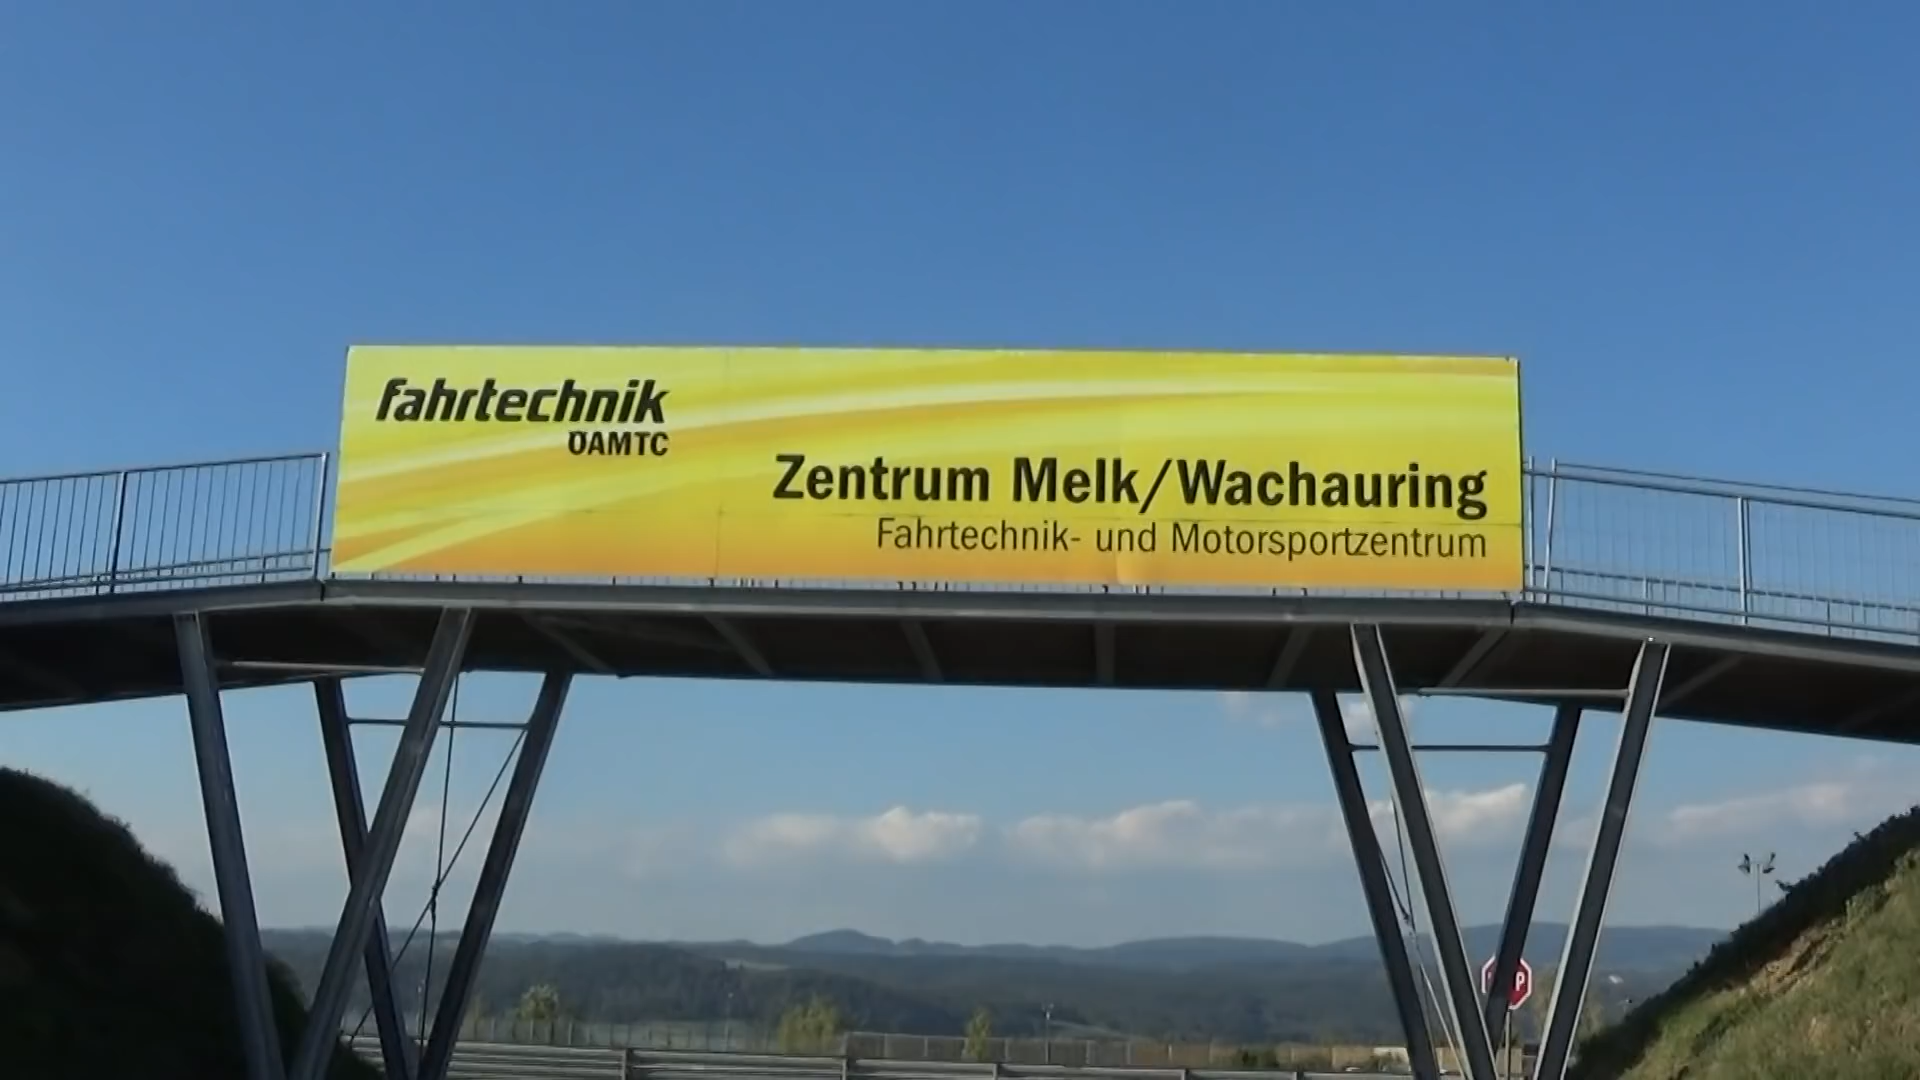 fahrtechnik
ÖAMTC
Zentrum Melk/Wachauring
Fahrtechnik- und Motorsportzentrum